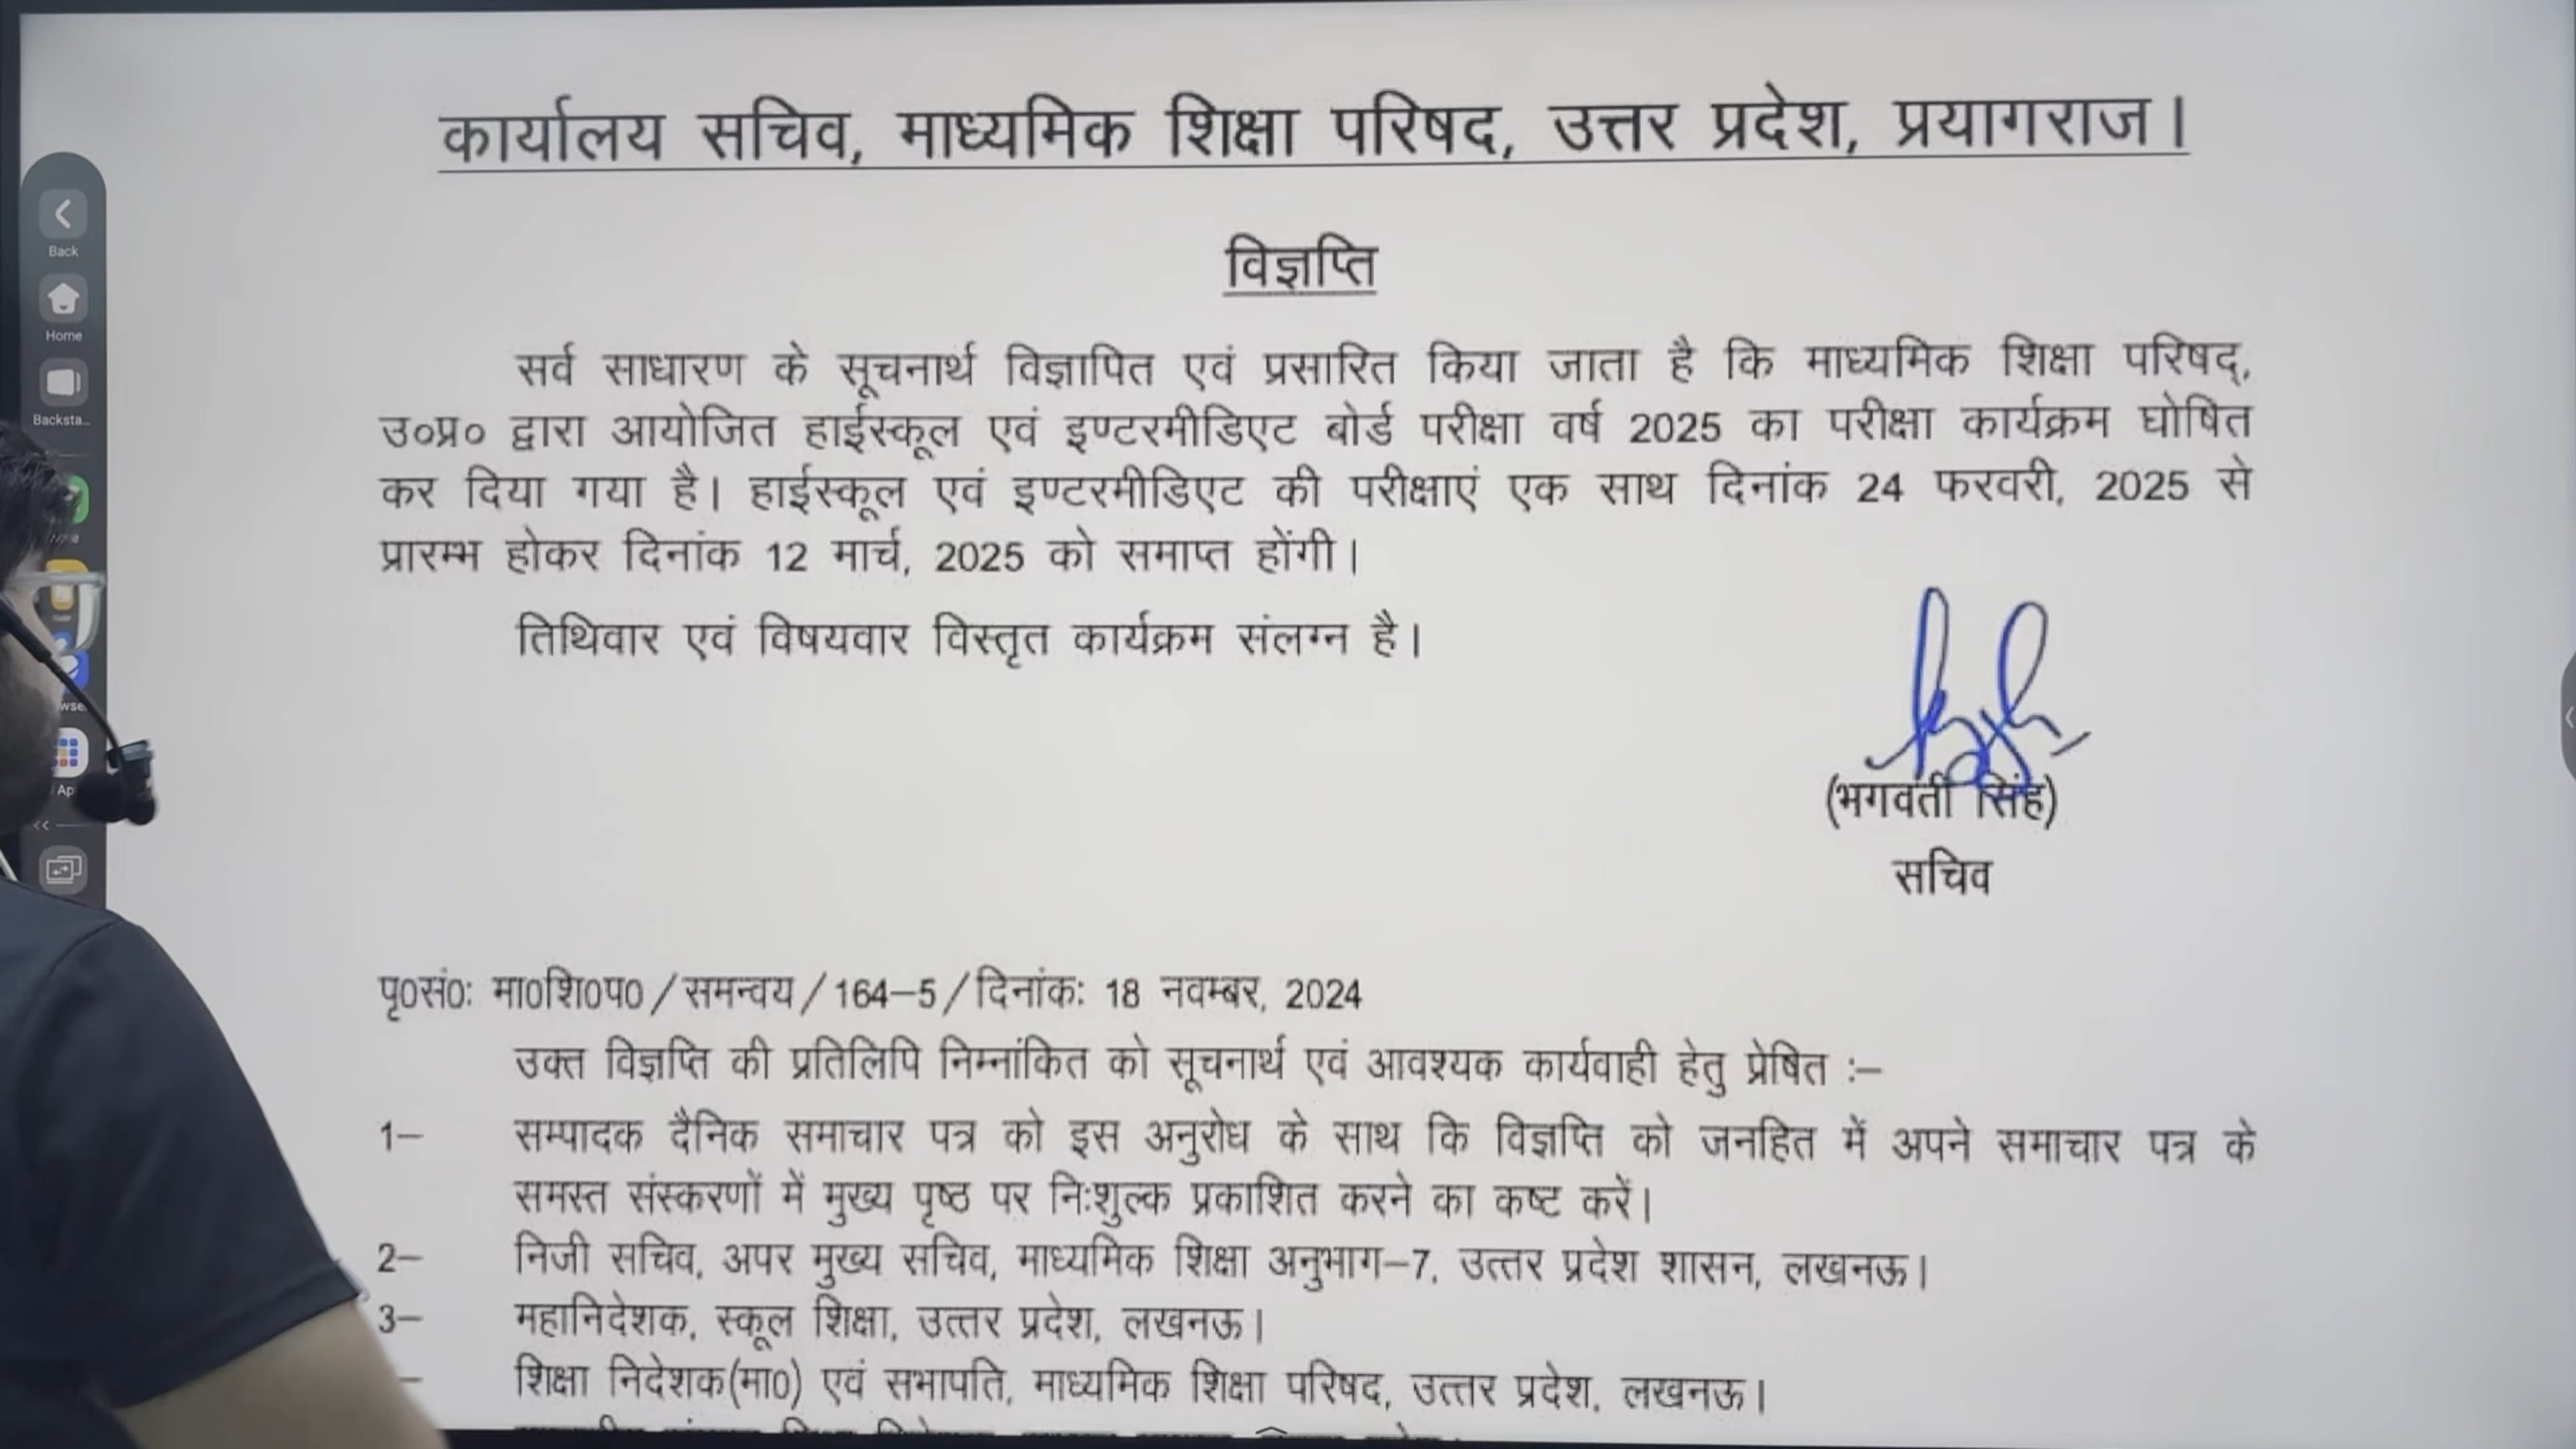 कार्यालय सचिव, माध्यमिक शिक्षा परिषद, उत्तर प्रदेश, प्रयागराज।
विज्ञप्ति
सर्व साधारण के सूचनार्थ विज्ञापित एवं प्रसारित किया जाता है कि माध्यमिक शिक्षा परिषद्,
उ०प्र० द्वारा आयोजित हाईस्कूल एवं इण्टरमीडिएट बोर्ड परीक्षा वर्ष 2025 का परीक्षा कार्यक्रम घोषित
कर दिया गया है। हाईस्कूल एवं इण्टरमीडिएट की परीक्षाएं एक साथ दिनांक 24 फरवरी, 2025 से
प्रारम्भ होकर दिनांक 12 मार्च, 2025 को समाप्त होंगी।
तिथिवार एवं विषयवार विस्तृत कार्यक्रम संलग्न है।
(भगवती सिंह)
सचिव
पृ0सं0: मा0शि0प0/समन्वय/164-5/दिनांक: 18 नवम्बर, 2024
उक्त विज्ञप्ति की प्रतिलिपि निम्नांकित को सूचनार्थ एवं आवश्यक कार्यवाही हेतु प्रेषित :–
1– सम्पादक दैनिक समाचार पत्र को इस अनुरोध के साथ कि विज्ञप्ति को जनहित में अपने समाचार पत्र के
समस्त संस्करणों में मुख्य पृष्ठ पर निःशुल्क प्रकाशित करने का कष्ट करें।
2– निजी सचिव, अपर मुख्य सचिव, माध्यमिक शिक्षा अनुभाग–7, उत्तर प्रदेश शासन, लखनऊ।
3– महानिदेशक, स्कूल शिक्षा, उत्तर प्रदेश, लखनऊ।
– शिक्षा निदेशक(मा0) एवं सभापति, माध्यमिक शिक्षा परिषद, उत्तर प्रदेश, लखनऊ।
Back
Home
Backsta...